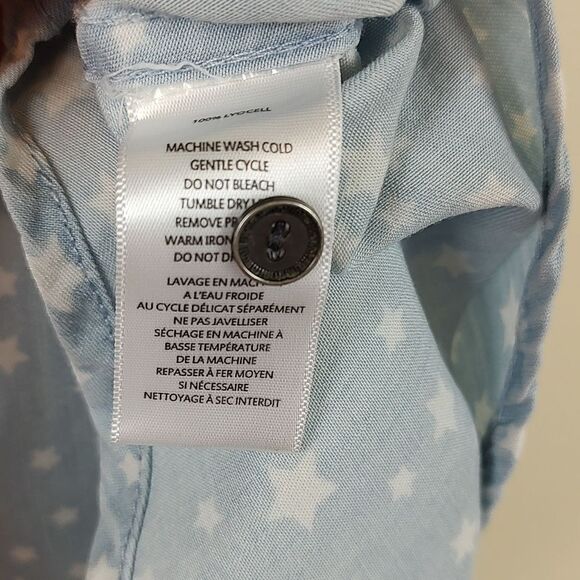 100% LYOCELL
MACHINE WASH COLD
GENTLE CYCLE
DO NOT BLEACH
TUMBLE DRY
REMOVE
WARM IRON
DO NOT
LAVAGE EN
A L'EAU FROIDE
AU CYCLE DÉLICAT SÉPARÉMENT
NE PAS JAVELLISER
SÉCHAGE EN MACHINE À
BASSE TEMPÉRATURE
DE LA MACHINE
REPASSER À FER MOYEN
SI NÉCESSAIRE
NETTOYAGE À SEC INTERDIT